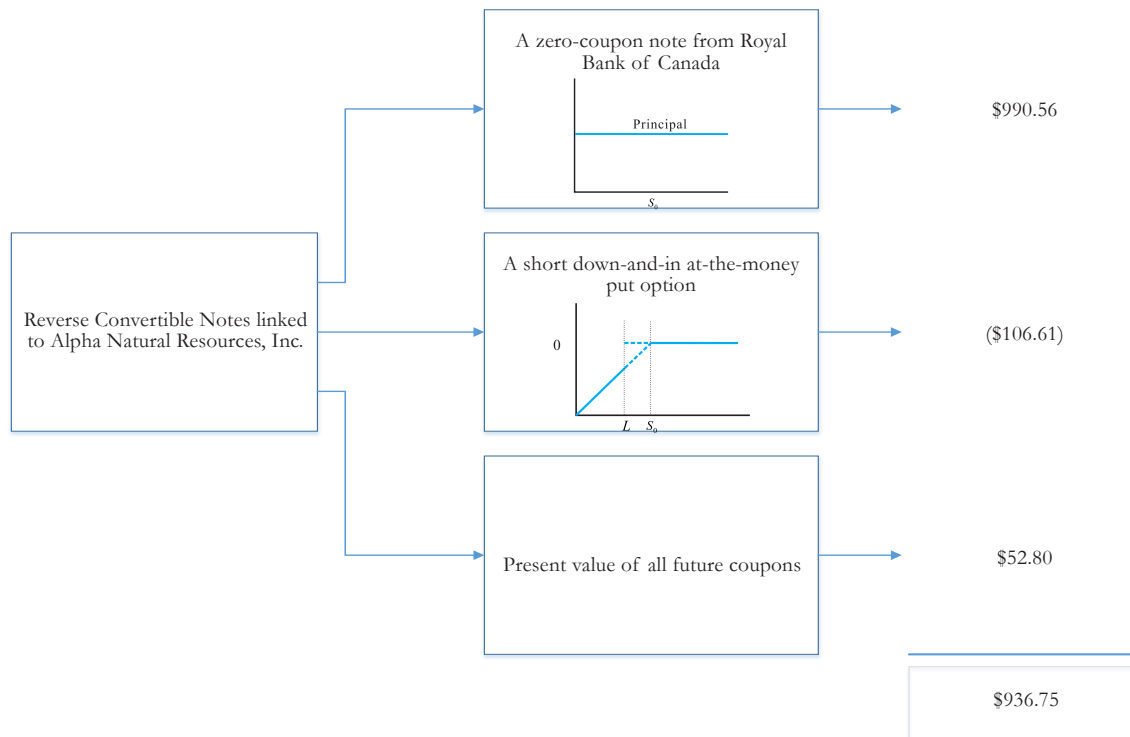 Reverse Convertible Notes linked
to Alpha Natural Resources, Inc.
A zero-coupon note from Royal
Bank of Canada
Principal
S₀
$990.56
A short down-and-in at-the-money
put option
0
L S₀
($106.61)
Present value of all future coupons
$52.80
$936.75